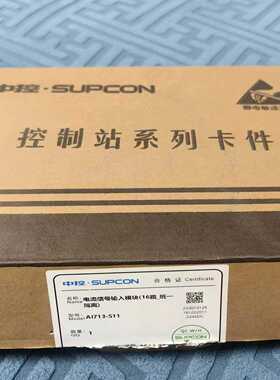 中控·SUPCON
控制站系列卡件
中控·SUPCON
合格证 Certificate
名称: 电流信号输入模块(16路, 统一
隔离)
型号:
Model: AI713-S11
数量:
QTY: 1
SUPCON